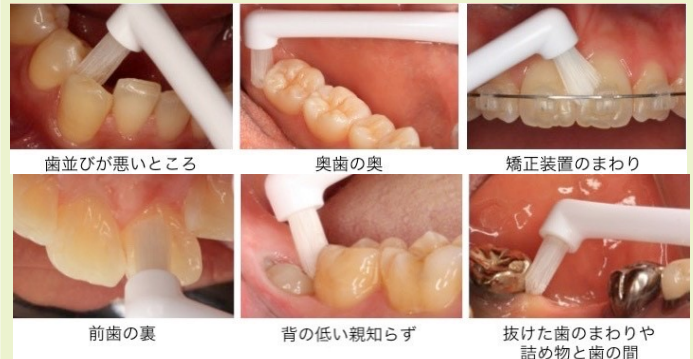 歯並びが悪いところ
奥歯の奥
矯正装置のまわり
前歯の裏
背の低い親知らず
抜けた歯のまわりや
詰め物と歯の間